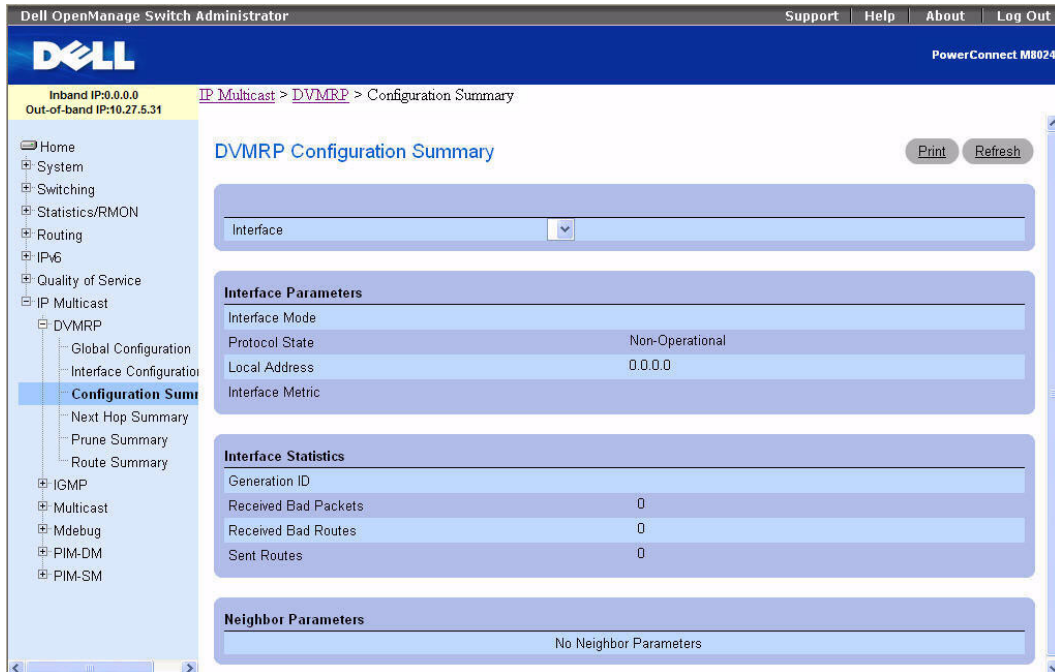 Dell OpenManage Switch Administrator
Support | Help | About | Log Out
DELL
PowerConnect M8024
Inband IP:0.0.0.0
Out-of-band IP:10.27.5.31
IP Multicast > DVMRP > Configuration Summary
Home
System
Switching
Statistics/RMON
Routing
IPv6
Quality of Service
IP Multicast
DVMRP
Global Configuration
Interface Configuration
Configuration Summ
Next Hop Summary
Prune Summary
Route Summary
IGMP
Multicast
Mdebug
PIM-DM
PIM-SM
DVMRP Configuration Summary
Print Refresh
Interface
Interface Parameters
Interface Mode
Protocol State Non-Operational
Local Address 0.0.0.0
Interface Metric
Interface Statistics
Generation ID
Received Bad Packets 0
Received Bad Routes 0
Sent Routes 0
Neighbor Parameters
No Neighbor Parameters